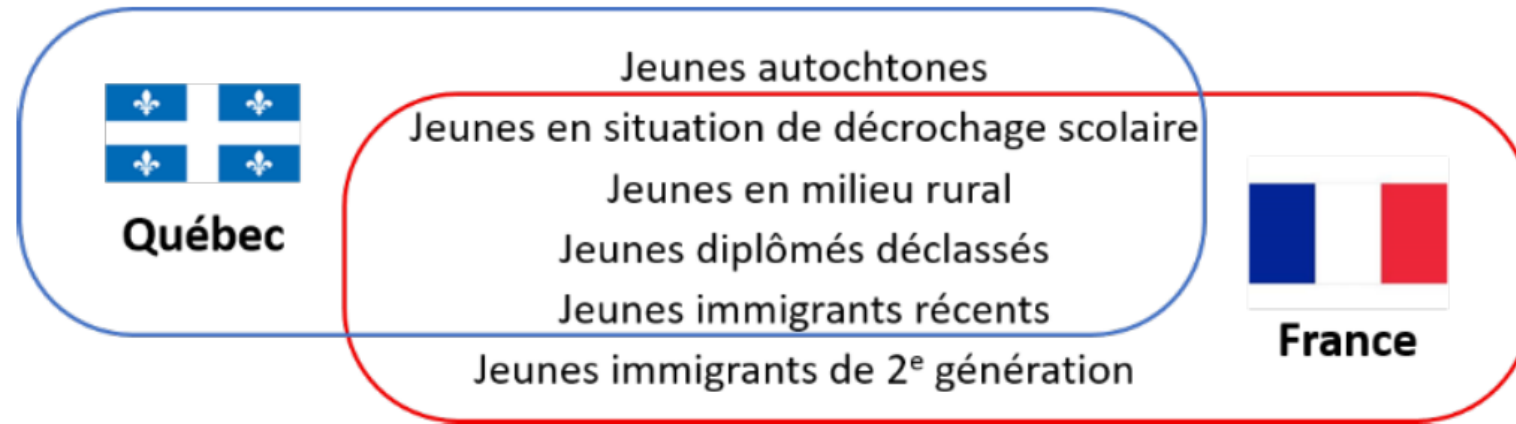 Jeunes autochtones
Jeunes en situation de décrochage scolaire
Jeunes en milieu rural
Québec
Jeunes diplômés déclassés
Jeunes immigrants récents
France
Jeunes immigrants de 2ᵉ génération